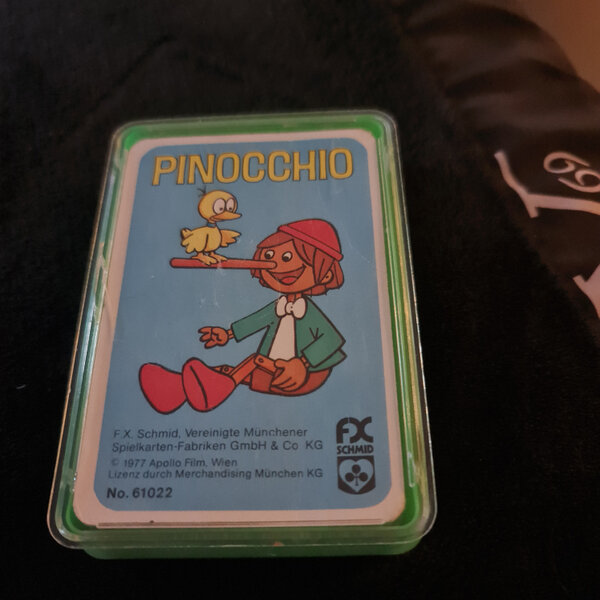 PINOCCHIO
F.X. Schmid, Vereinigte Münchener
Spielkarten-Fabriken GmbH & Co KG
© 1977 Apollo Film, Wien
Lizenz durch Merchandising München KG
No. 61022
FX
SCHMID
69